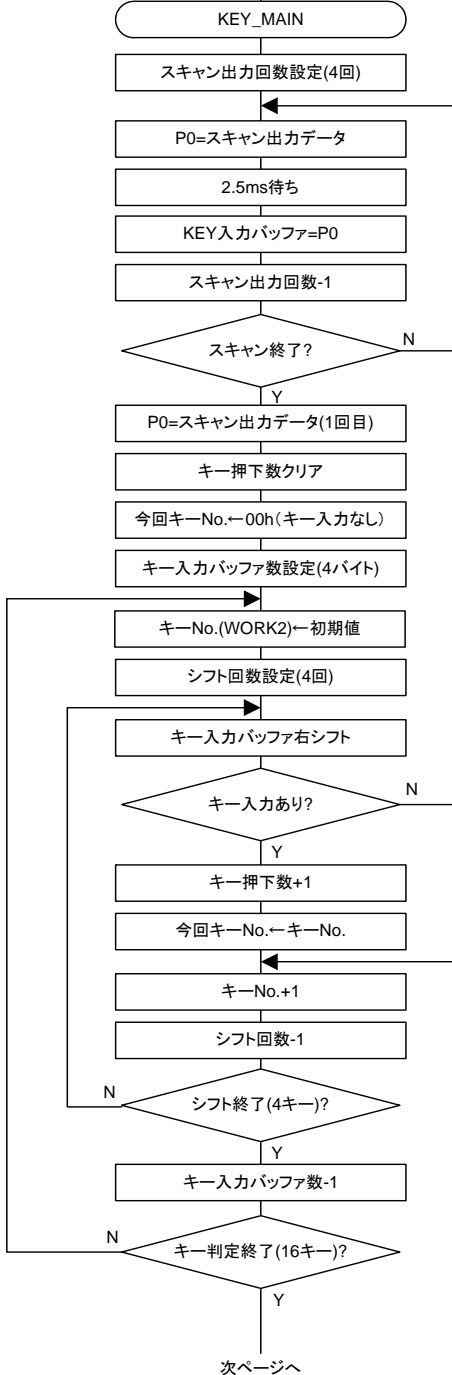 KEY_MAIN
スキャン出力回数設定(4回)
P0=スキャン出力データ
2.5ms待ち
KEY入力バッファ=P0
スキャン出力回数-1
スキャン終了?
N
Y
P0=スキャン出力データ(1回目)
キー押下数クリア
今回キーNo.←00h(キー入力なし)
キー入力バッファ数設定(4バイト)
キーNo.(WORK2)←初期値
シフト回数設定(4回)
キー入力バッファ右シフト
キー入力あり?
N
Y
キー押下数+1
今回キーNo.←キーNo.
キーNo.+1
シフト回数-1
N
シフト終了(4キー)?
Y
キー入力バッファ数-1
N
キー判定終了(16キー)?
Y
次ページへ